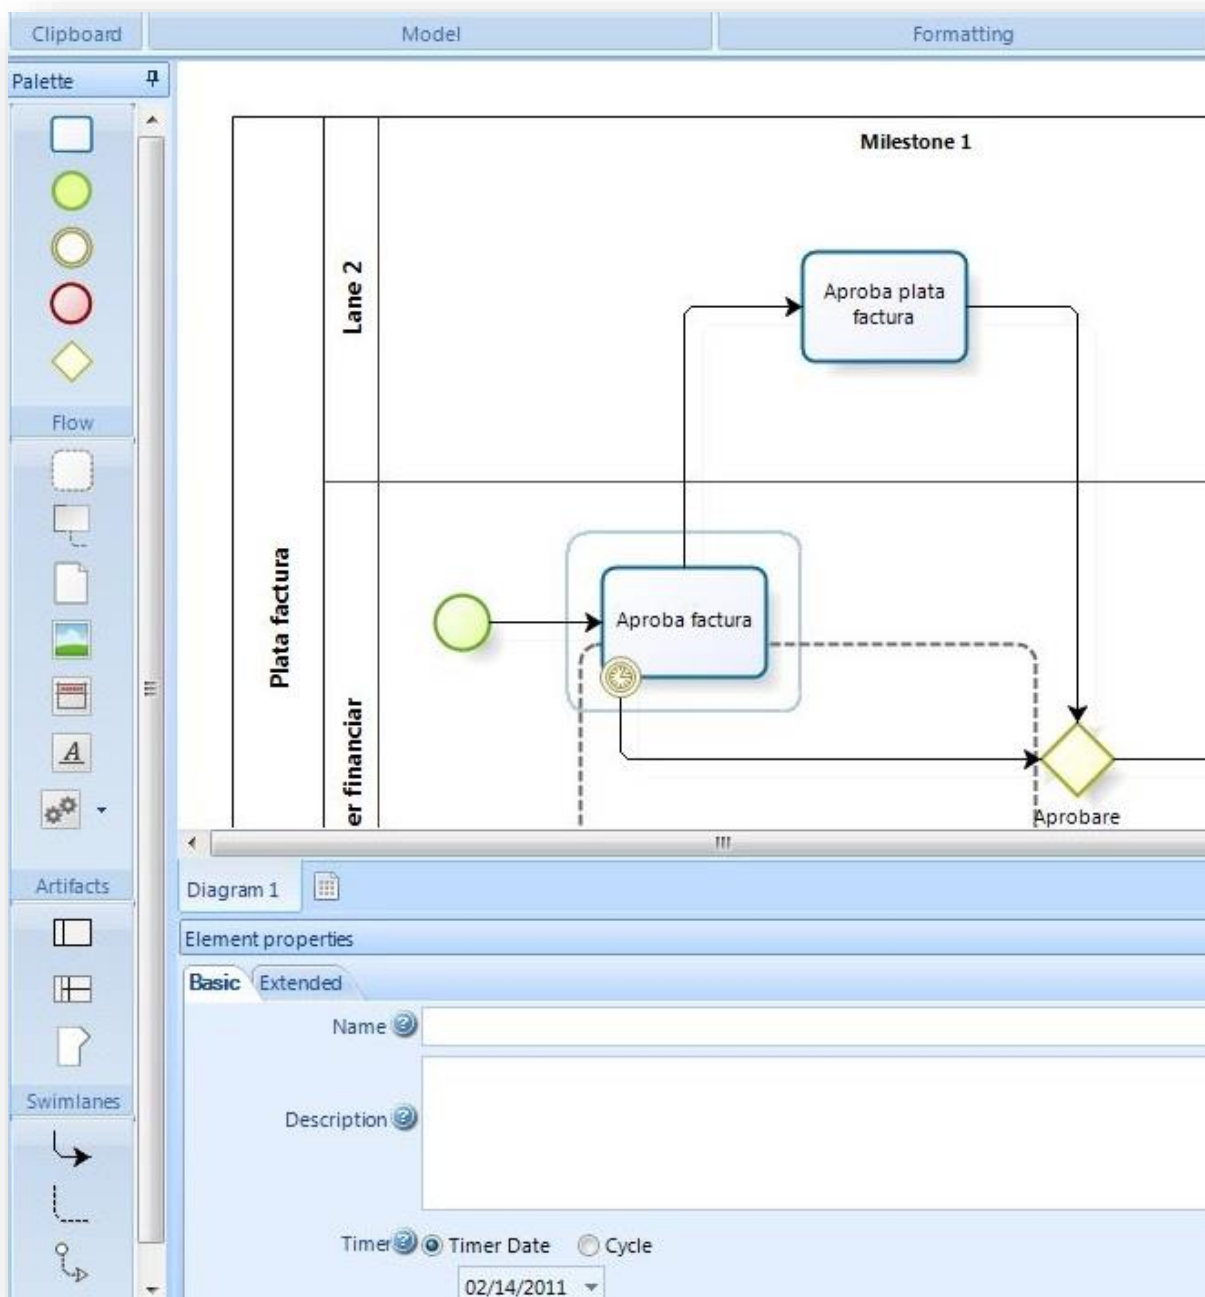 Clipboard
Model
Formatting
Palette
Flow
Artifacts
Swimlanes
Milestone 1
Lane 2
Aproba plata
factura
Plata factura
Aproba factura
er financiar
Aprobare
Diagram 1
Element properties
Basic
Extended
Name
Description
Timer
Timer Date
Cycle
02/14/2011